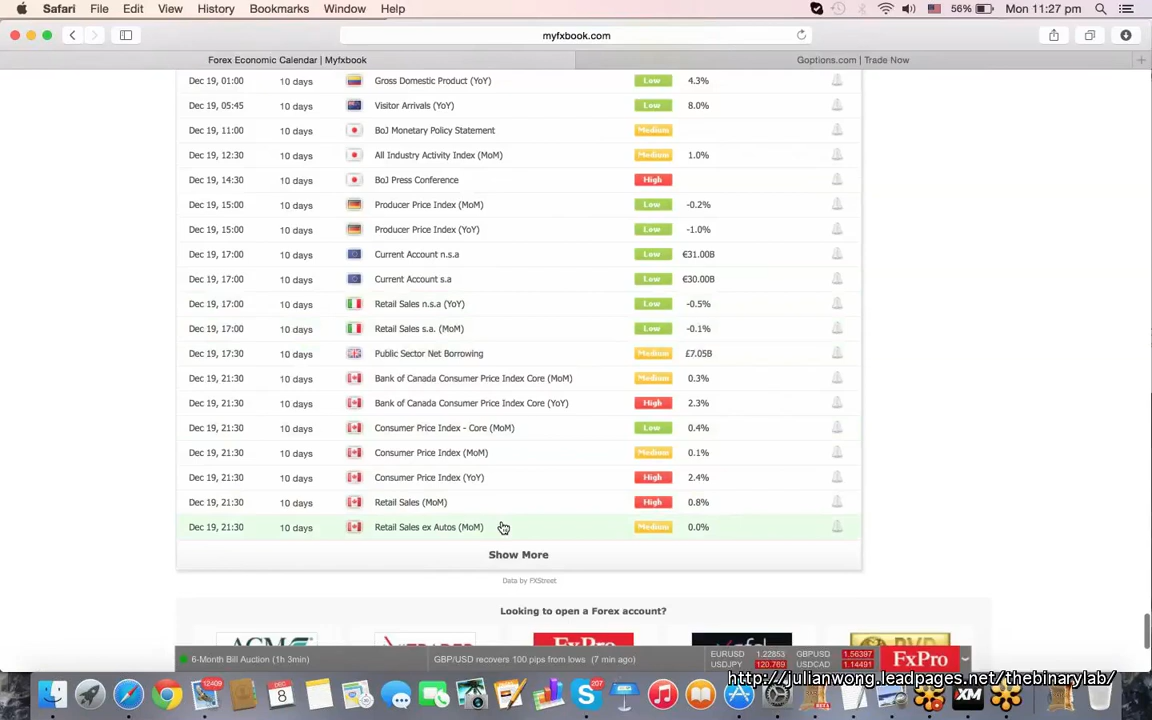 Safari File Edit View History Bookmarks Window Help 56% Mon 11:27 pm
myfxbook.com
Forex Economic Calendar | Myfxbook Goptions.com | Trade Now
Dec 19, 01:00 10 days Gross Domestic Product (YoY) Low 4.3%
Dec 19, 05:45 10 days Visitor Arrivals (YoY) Low 8.0%
Dec 19, 11:00 10 days BoJ Monetary Policy Statement Medium
Dec 19, 12:30 10 days All Industry Activity Index (MoM) Medium 1.0%
Dec 19, 14:30 10 days BoJ Press Conference High
Dec 19, 15:00 10 days Producer Price Index (MoM) Low -0.2%
Dec 19, 15:00 10 days Producer Price Index (YoY) Low -1.0%
Dec 19, 17:00 10 days Current Account n.s.a Low €31.00B
Dec 19, 17:00 10 days Current Account s.a Low €30.00B
Dec 19, 17:00 10 days Retail Sales n.s.a (YoY) Low -0.5%
Dec 19, 17:00 10 days Retail Sales s.a. (MoM) Low -0.1%
Dec 19, 17:30 10 days Public Sector Net Borrowing Medium £7.05B
Dec 19, 21:30 10 days Bank of Canada Consumer Price Index Core (MoM) Medium 0.3%
Dec 19, 21:30 10 days Bank of Canada Consumer Price Index Core (YoY) High 2.3%
Dec 19, 21:30 10 days Consumer Price Index - Core (MoM) Low 0.4%
Dec 19, 21:30 10 days Consumer Price Index (MoM) Medium 0.1%
Dec 19, 21:30 10 days Consumer Price Index (YoY) High 2.4%
Dec 19, 21:30 10 days Retail Sales (MoM) High 0.8%
Dec 19, 21:30 10 days Retail Sales ex Autos (MoM) Medium 0.0%
Show More
Data by FXStreet
Looking to open a Forex account?
FxPro
6-Month Bill Auction (1h 3min) GBP/USD recovers 100 pips from lows (7 min ago) EURUSD 1.22853 GBPUSD 1.56397 FxPro
USDJPY 120.769 USDCAD 1.14491
http://julianwong.leadpages.net/thebinarylab/
12409 DEC 8 207 XM